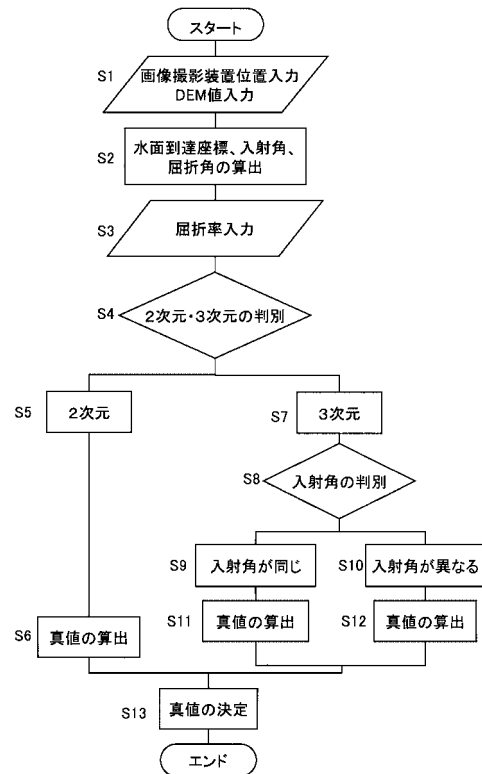 スタート
S1
画像撮影装置位置入力
DEM値入力
S2
水面到達座標、入射角、
屈折角の算出
S3
屈折率入力
S4
2次元・3次元の判別
S5
2次元
S7
3次元
S8
入射角の判別
S9
入射角が同じ
S10
入射角が異なる
S6
真値の算出
S11
真値の算出
S12
真値の算出
S13
真値の決定
エンド